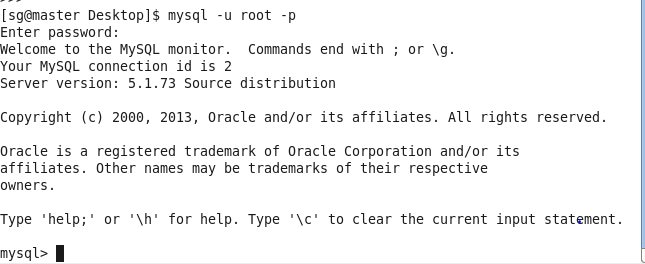 [sg@master Desktop]$ mysql -u root -p
Enter password:
Welcome to the MySQL monitor.  Commands end with ; or \g.
Your MySQL connection id is 2
Server version: 5.1.73 Source distribution
Copyright (c) 2000, 2013, Oracle and/or its affiliates. All rights reserved.
Oracle is a registered trademark of Oracle Corporation and/or its
affiliates. Other names may be trademarks of their respective
owners.
Type 'help;' or '\h' for help. Type '\c' to clear the current input statement.
mysql>